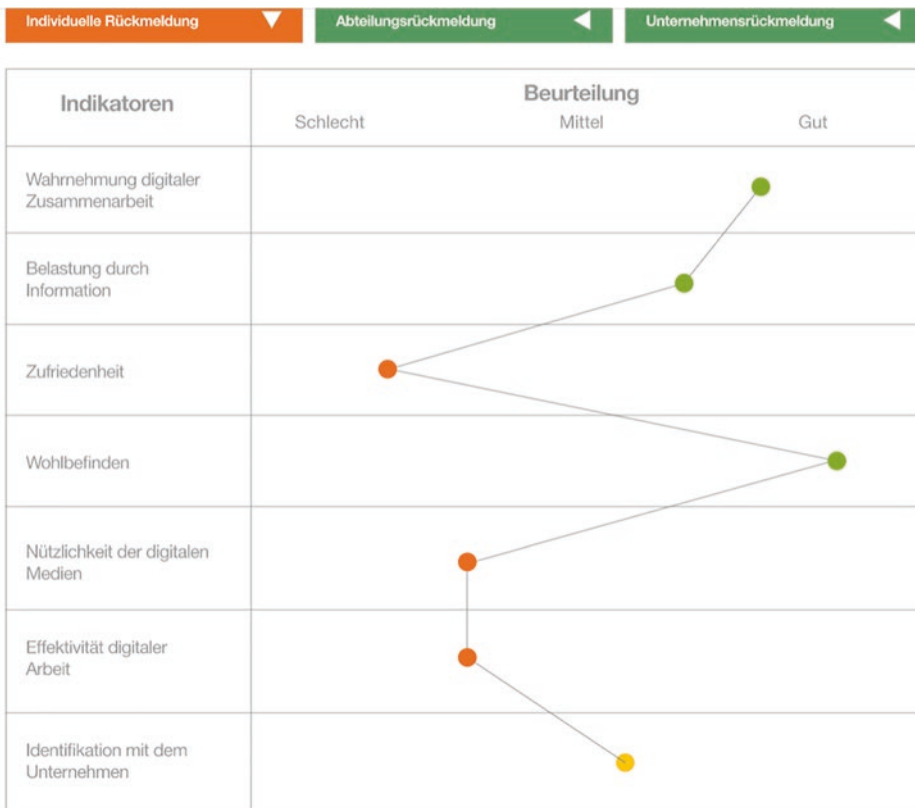 Individuelle Rückmeldung
Abteilungsrückmeldung
Unternehmensrückmeldung
Indikatoren
Beurteilung
Schlecht
Mittel
Gut
Wahrnehmung digitaler
Zusammenarbeit
Belastung durch
Information
Zufriedenheit
Wohlbefinden
Nützlichkeit der digitalen
Medien
Effektivität digitaler
Arbeit
Identifikation mit dem
Unternehmen